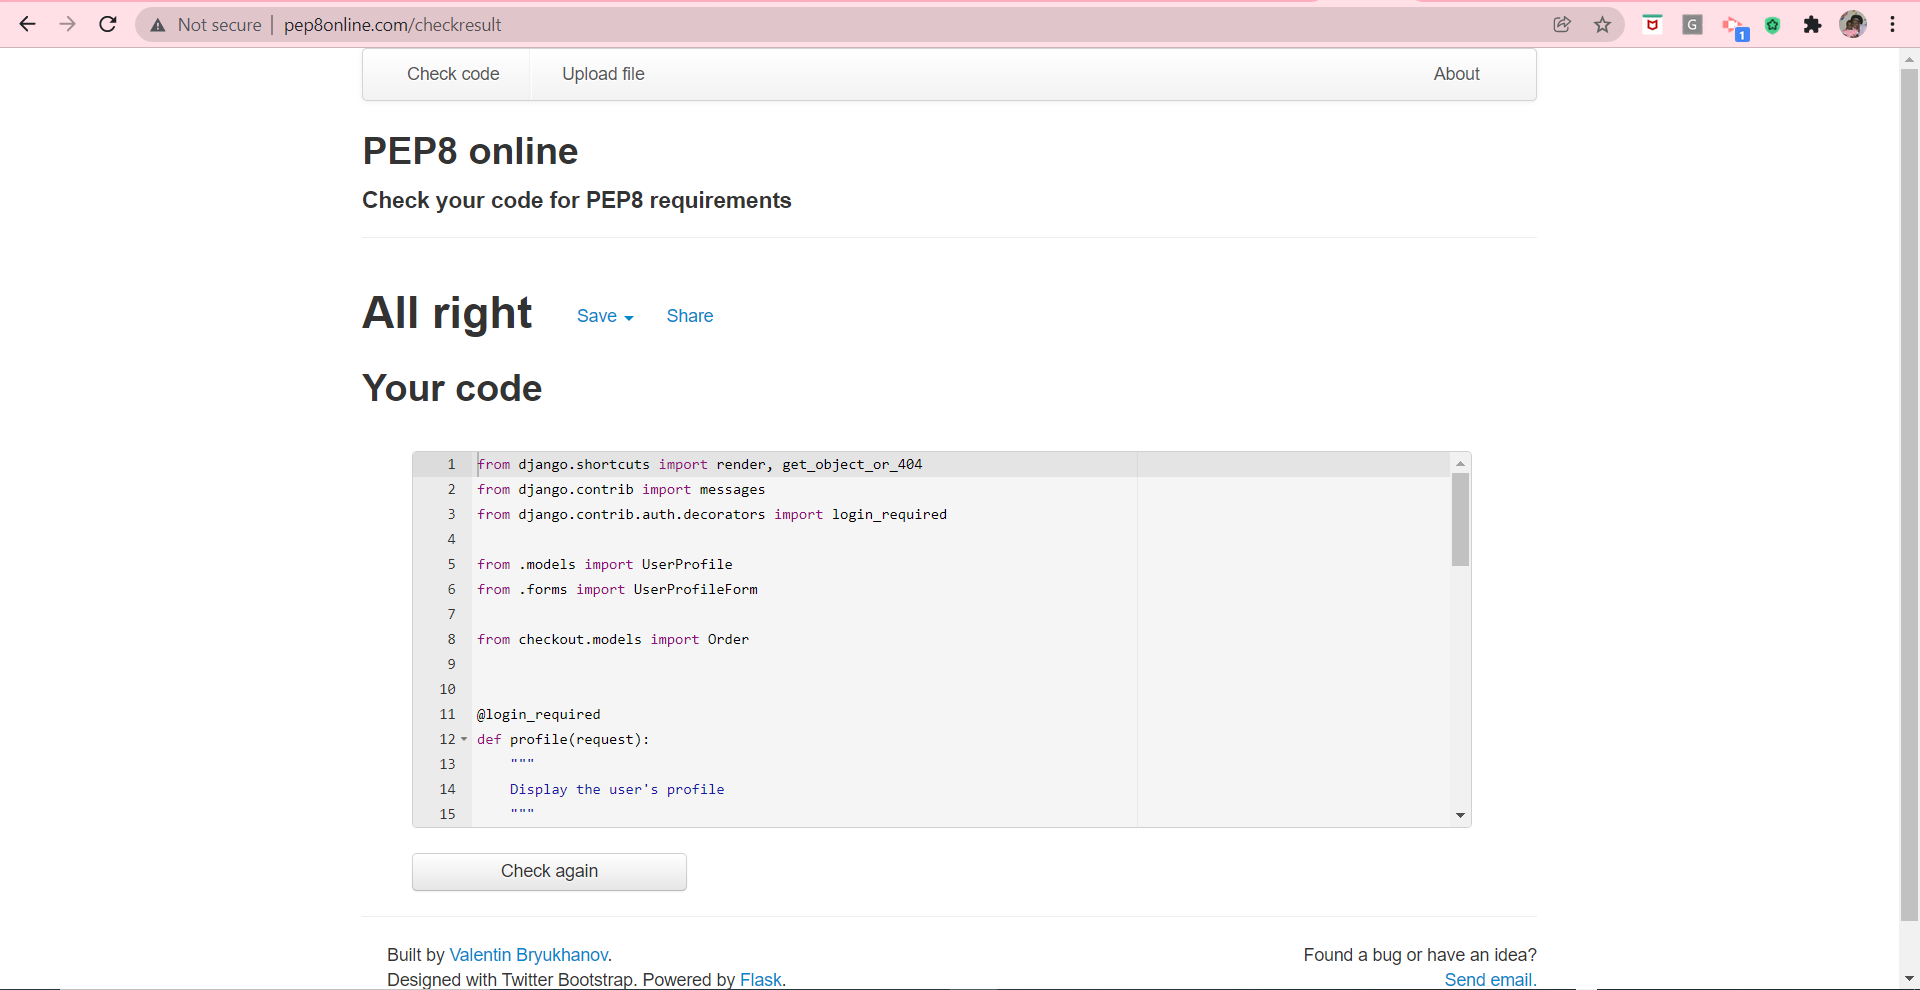 Not secure | pep8online.com/checkresult
G
1
Check code Upload file About
PEP8 online
Check your code for PEP8 requirements
All right Save Share
Your code
1 from django.shortcuts import render, get_object_or_404
2 from django.contrib import messages
3 from django.contrib.auth.decorators import login_required
4
5 from .models import UserProfile
6 from .forms import UserProfileForm
7
8 from checkout.models import Order
9
10
11 @login_required
12 def profile(request):
13 """
14 Display the user's profile
15 """
Check again
Built by Valentin Bryukhanov. Found a bug or have an idea?
Designed with Twitter Bootstrap. Powered by Flask. Send email.